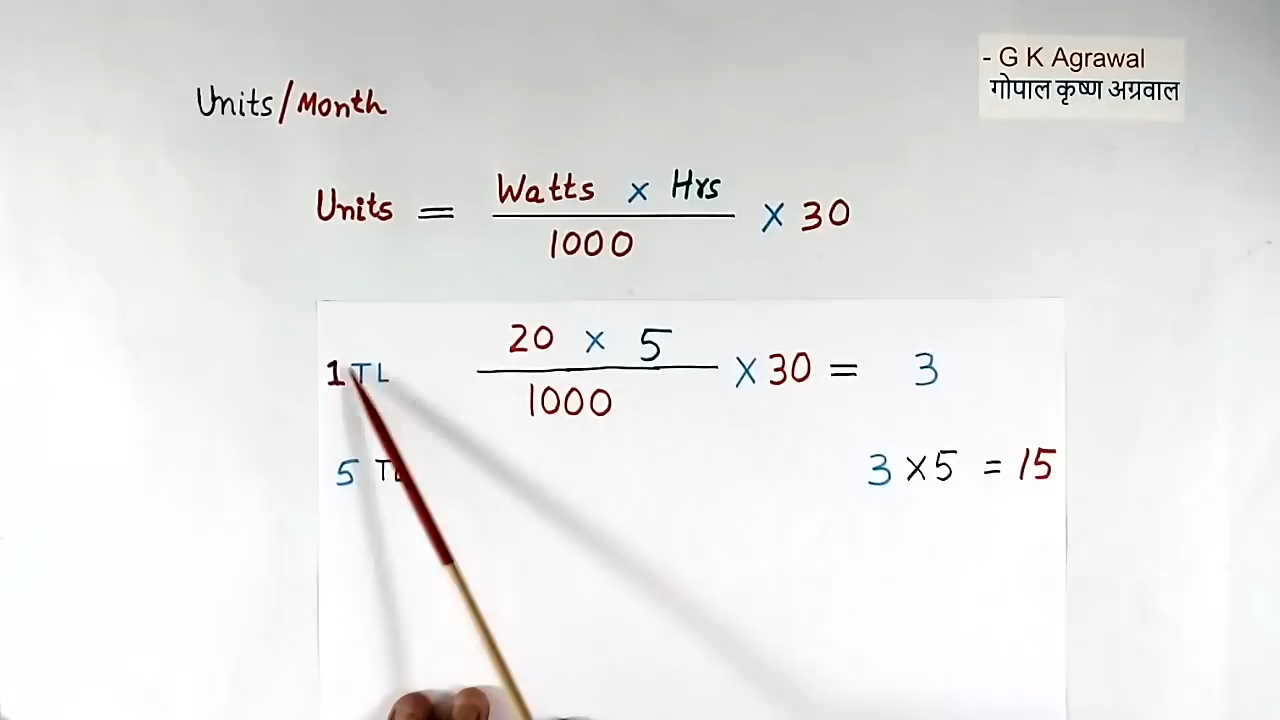 - G K Agrawal
गोपाल कृष्ण अग्रवाल
Units/Month
Units = Watts x Hrs / 1000 x 30
1 TL 20 x 5 / 1000 x 30 = 3
5 TL 3 x 5 = 15